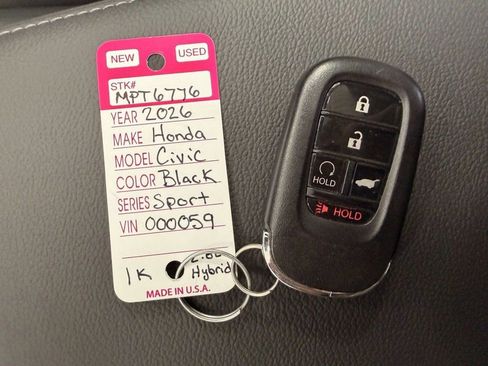 NEW USED
STK#
MPT6776
YEAR 2026
MAKE Honda
MODEL Civic
COLOR Black
SERIES Sport
VIN 000059
1K Hybrid
MADE IN U.S.A.
HOLD
HOLD